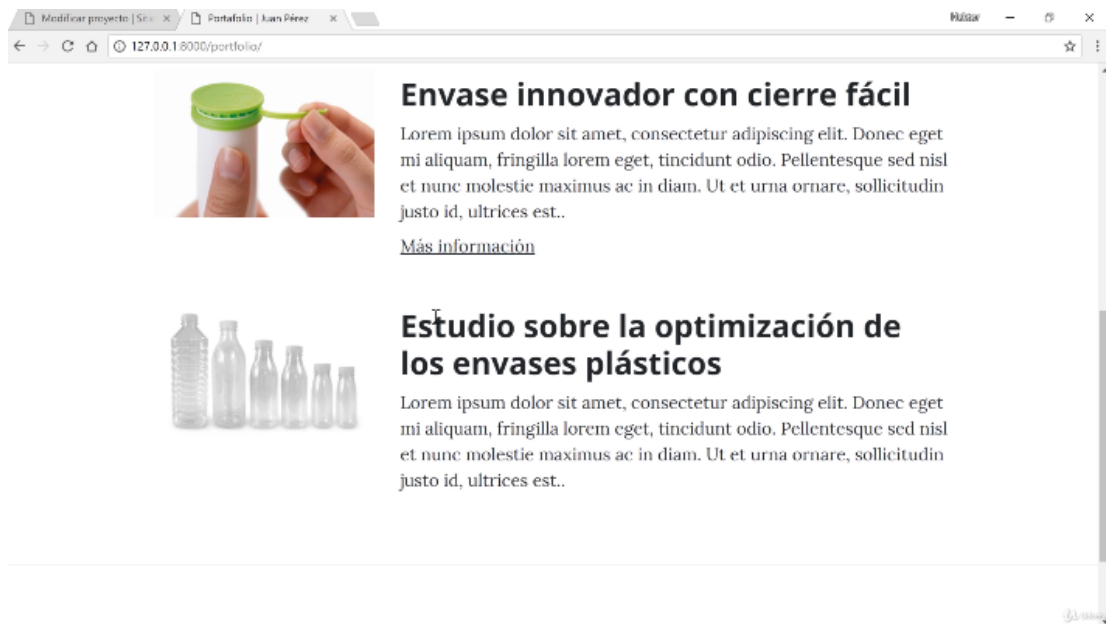 Modificar proyecto | Si
Portafolio | Juan Pérez
127.0.0.1:8000/portfolio/
Envase innovador con cierre fácil
Lorem ipsum dolor sit amet, consectetur adipiscing elit. Donec eget
mi aliquam, fringilla lorem eget, tincidunt odio. Pellentesque sed nisl
et nunc molestie maximus ac in diam. Ut et urna ornare, sollicitudin
justo id, ultrices est..
Más información
Estudio sobre la optimización de
los envases plásticos
Lorem ipsum dolor sit amet, consectetur adipiscing elit. Donec eget
mi aliquam, fringilla lorem eget, tincidunt odio. Pellentesque sed nisl
et nunc molestie maximus ac in diam. Ut et urna ornare, sollicitudin
justo id, ultrices est..